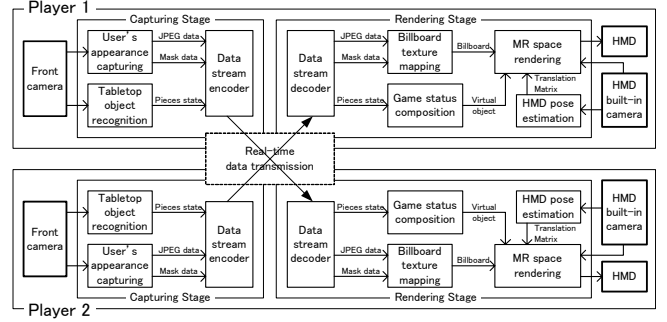 Player 1
Capturing Stage
Rendering Stage
Front
camera
User's
appearance
capturing
JPEG data
Mask data
Tabletop
object
recognition
Pieces state
Data
stream
encoder
Data
stream
decoder
JPEG data
Mask data
Billboard
texture
mapping
Billboard
Pieces state
Game status
composition
Virtual
object
MR space
rendering
Translation
Matrix
HMD pose
estimation
HMD
HMD
built-in
camera
Real-time
data transmission
Front
camera
Tabletop
object
recognition
Pieces state
User's
appearance
capturing
JPEG data
Mask data
Data
stream
encoder
Capturing Stage
Data
stream
decoder
Pieces state
Game status
composition
Virtual
object
JPEG data
Mask data
Billboard
texture
mapping
Billboard
HMD pose
estimation
Translation
Matrix
MR space
rendering
HMD
built-in
camera
HMD
Rendering Stage
Player 2